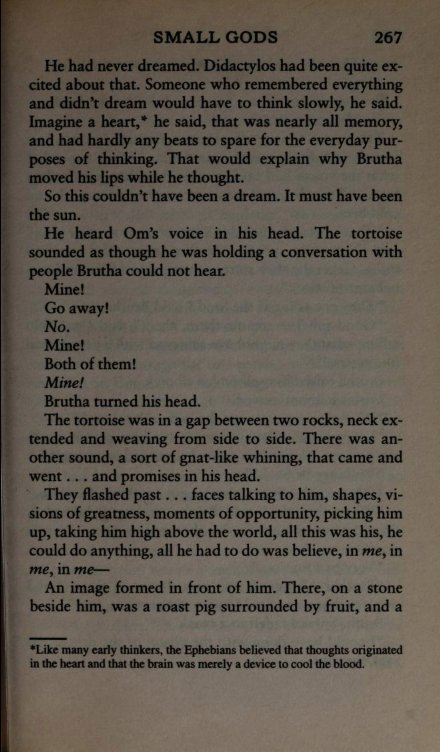 SMALL GODS 267
He had never dreamed. Didactylos had been quite ex-
cited about that. Someone who remembered everything
and didn't dream would have to think slowly, he said.
Imagine a heart,* he said, that was nearly all memory,
and had hardly any beats to spare for the everyday pur-
poses of thinking. That would explain why Brutha
moved his lips while he thought.
So this couldn't have been a dream. It must have been
the sun.
He heard Om's voice in his head. The tortoise
sounded as though he was holding a conversation with
people Brutha could not hear.
Mine!
Go away!
No.
Mine!
Both of them!
Mine!
Brutha turned his head.
The tortoise was in a gap between two rocks, neck ex-
tended and weaving from side to side. There was an-
other sound, a sort of gnat-like whining, that came and
went . . . and promises in his head.
They flashed past . . . faces talking to him, shapes, vi-
sions of greatness, moments of opportunity, picking him
up, taking him high above the world, all this was his, he
could do anything, all he had to do was believe, in me, in
me, in me—
An image formed in front of him. There, on a stone
beside him, was a roast pig surrounded by fruit, and a
*Like many early thinkers, the Ephebians believed that thoughts originated
in the heart and that the brain was merely a device to cool the blood.